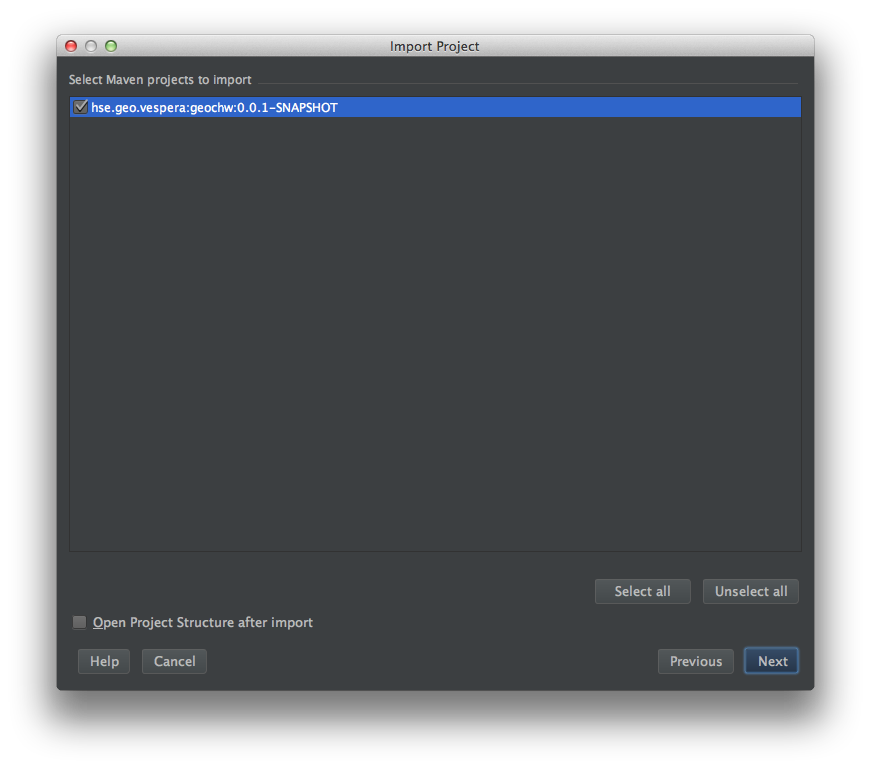 Import Project
Select Maven projects to import
hse.geo.vespera:geochw:0.0.1-SNAPSHOT
Select all Unselect all
Open Project Structure after import
Help Cancel Previous Next